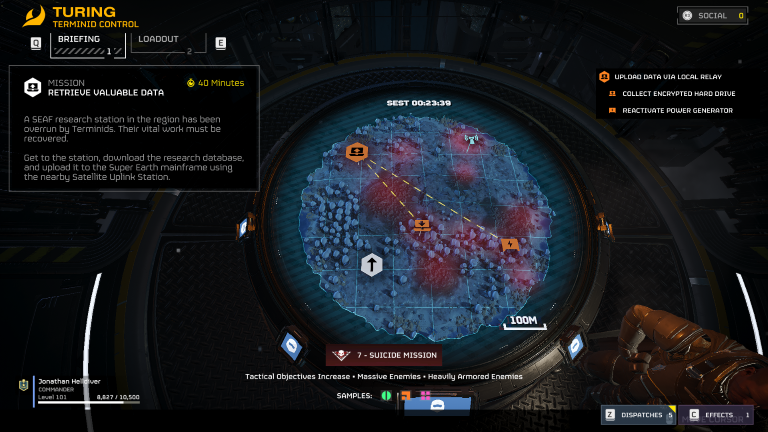 TURING
TERMINID CONTROL
SOCIAL 0
Q
BRIEFING
1
LOADOUT
2
E
MISSION
RETRIEVE VALUABLE DATA
40 Minutes
A SEAF research station in the region has been
overrun by Terminids. Their vital work must be
recovered.
Get to the station, download the research database,
and upload it to the Super Earth mainframe using
the nearby Satellite Uplink Station.
UPLOAD DATA VIA LOCAL RELAY
COLLECT ENCRYPTED HARD DRIVE
REACTIVATE POWER GENERATOR
SEST 00:23:39
100M
7 - SUICIDE MISSION
Tactical Objectives Increase • Massive Enemies • Heavily Armored Enemies
SAMPLES:
Jonathan Hellciver
COMMANDER
Level 101
8,827 / 10,500
Z DISPATCHES 5
C EFFECTS 1